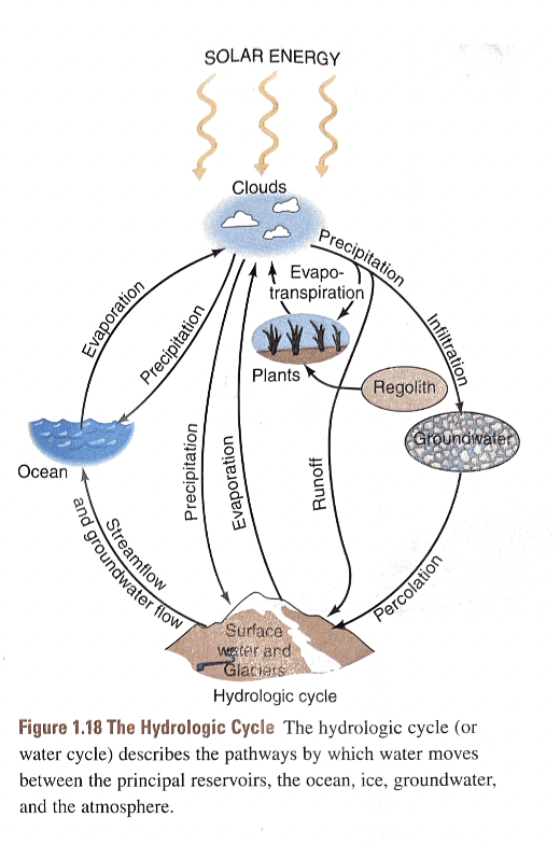 SOLAR ENERGY
Clouds
Precipitation
Evapo-
transpiration
Evaporation
Precipitation
Infiltration
Plants
Regolith
Groundwater
Ocean
Precipitation
Evaporation
Runoff
Streamflow
and groundwater flow
Percolation
Surface
water and
Glaciers
Hydrologic cycle
Figure 1.18 The Hydrologic Cycle The hydrologic cycle (or
water cycle) describes the pathways by which water moves
between the principal reservoirs, the ocean, ice, groundwater,
and the atmosphere.